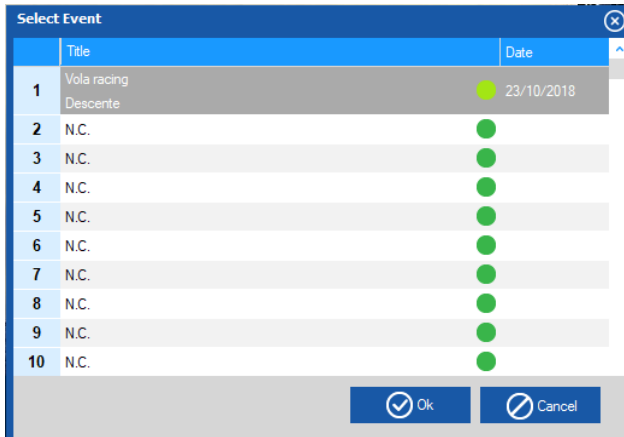 Select Event
Title Date
1 Vola racing 23/10/2018
Descente
2 N.C.
3 N.C.
4 N.C.
5 N.C.
6 N.C.
7 N.C.
8 N.C.
9 N.C.
10 N.C.
Ok Cancel